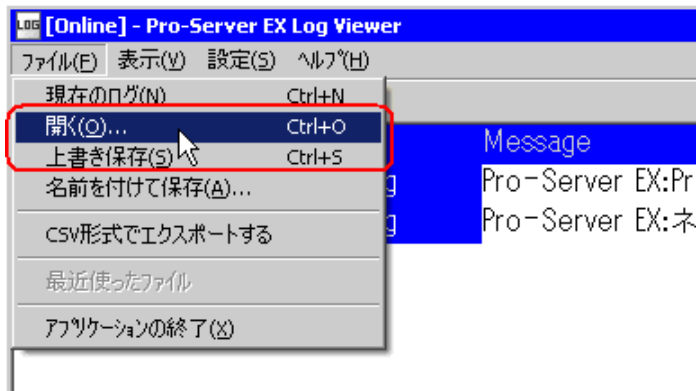 LOG [Online] - Pro-Server EX Log Viewer
ﾌｧｲﾙ(F) 表示(V) 設定(S) ﾍﾙﾌﾟ(H)
現在のﾛｸﾞ(N) Ctrl+N
開く(O)... Ctrl+O
Message
上書き保存(S) Ctrl+S
名前を付けて保存(A)...
g Pro-Server EX:Pr
g Pro-Server EX:ネ
CSV形式でｴｸｽﾎﾟｰﾄする
最近使ったﾌｧｲﾙ
ｱﾌﾟﾘｹｰｼｮﾝの終了(X)